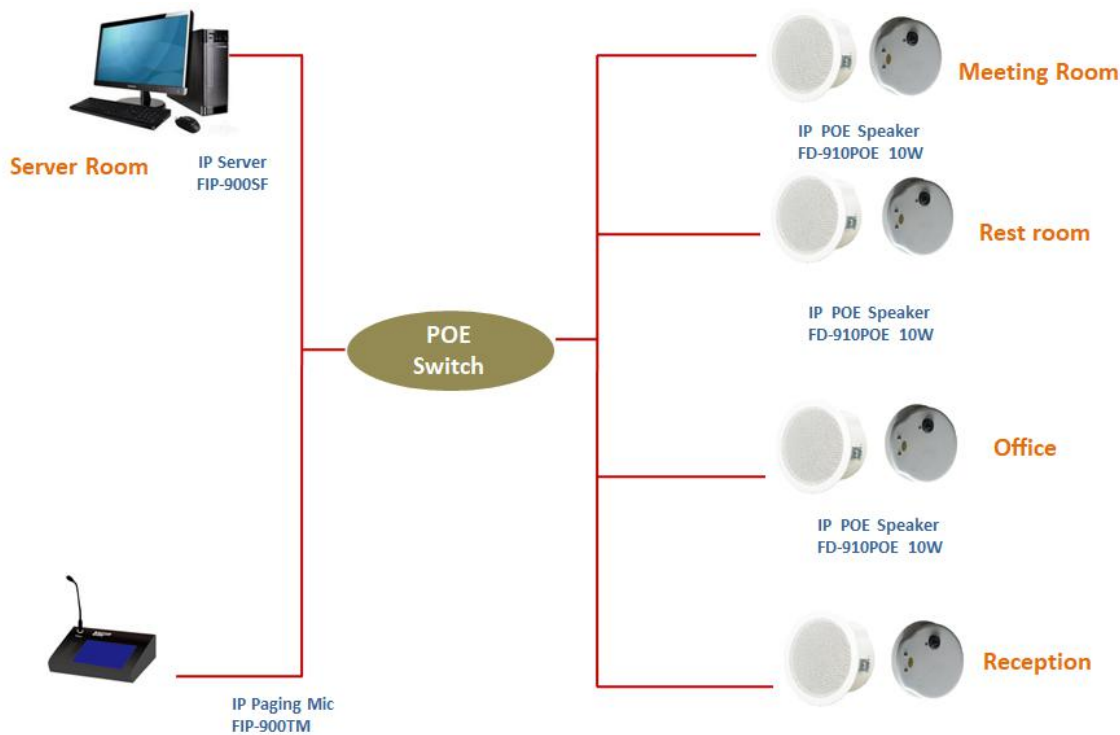 Server Room
IP Server
FIP-900SF
POE
Switch
IP Paging Mic
FIP-900TM
Meeting Room
IP POE Speaker
FD-910POE 10W
Rest room
IP POE Speaker
FD-910POE 10W
Office
IP POE Speaker
FD-910POE 10W
Reception